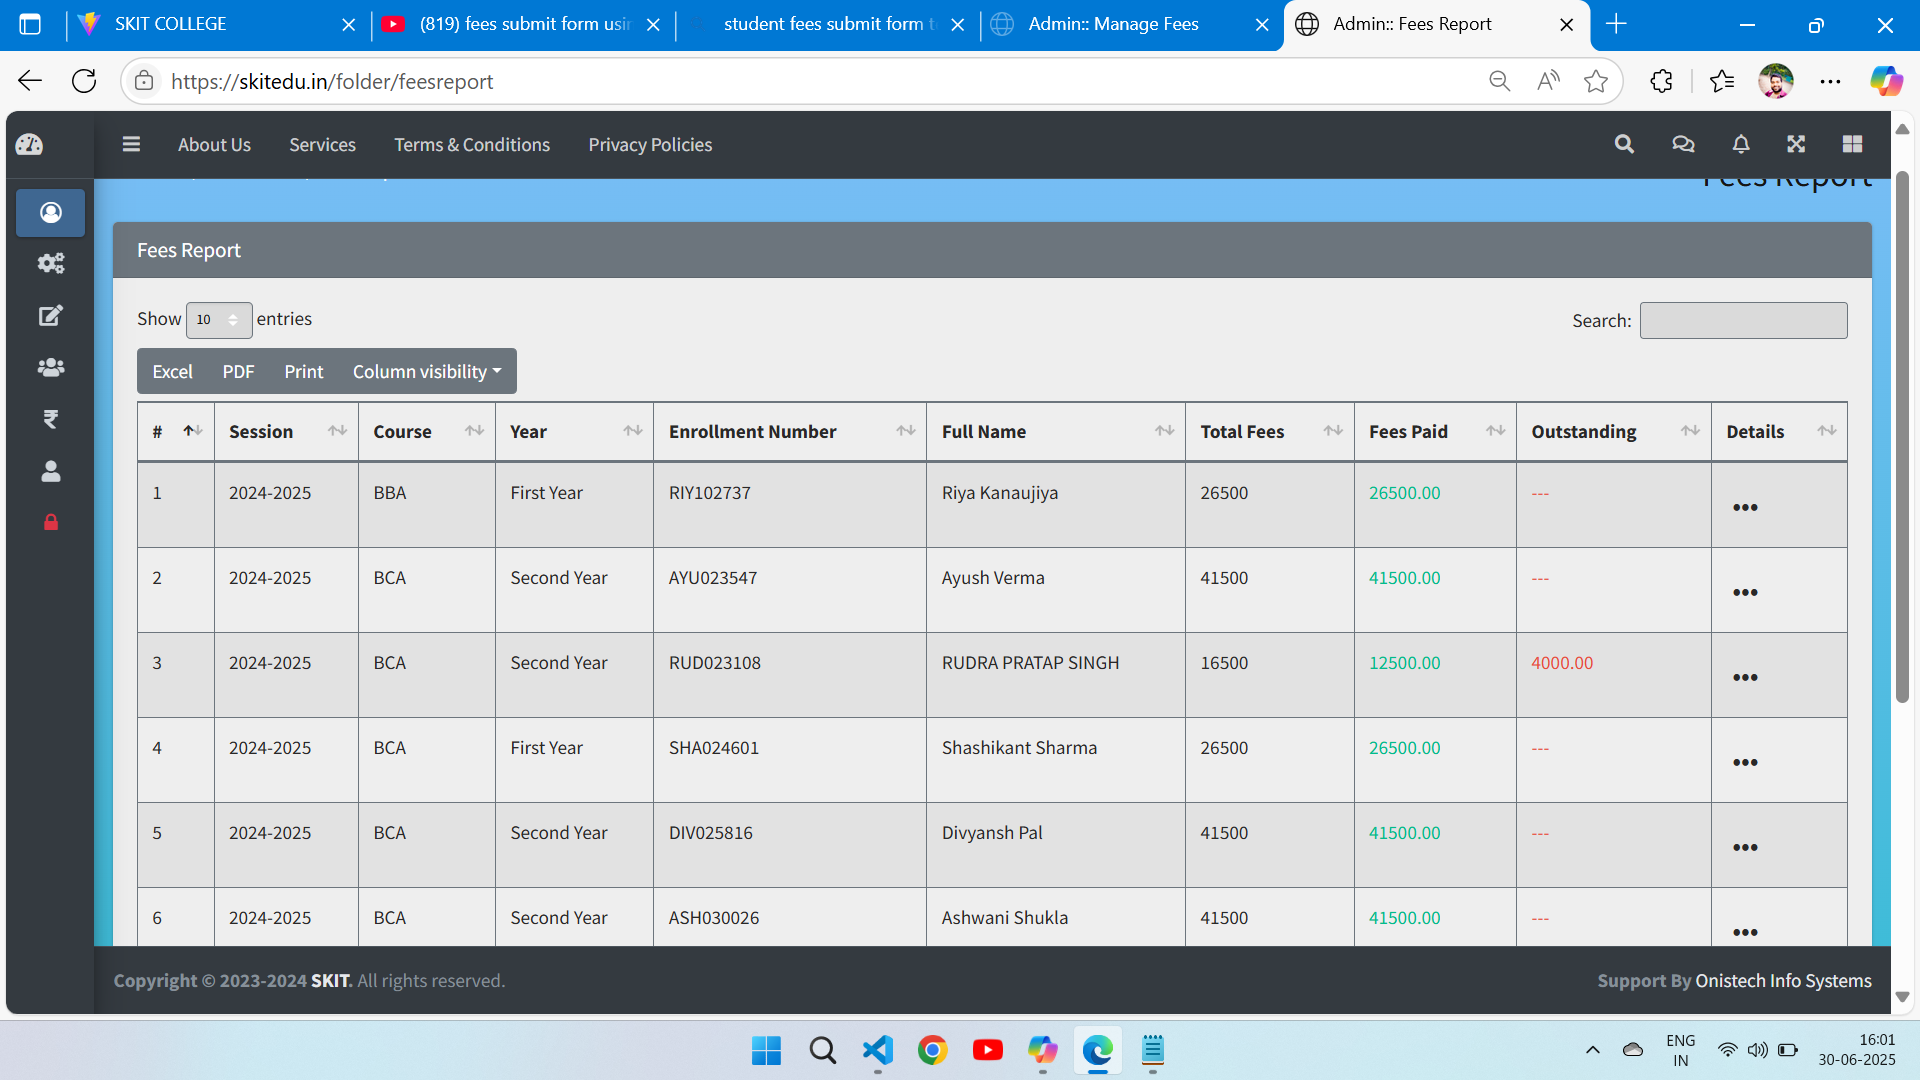 SKIT COLLEGE
(819) fees submit form usin
student fees submit form t
Admin:: Manage Fees
Admin:: Fees Report
https://skitedu.in/folder/feesreport
About Us Services Terms & Conditions Privacy Policies
Fees Report
Fees Report
Show 10 entries
Search:
Excel PDF Print Column visibility
# Session Course Year Enrollment Number Full Name Total Fees Fees Paid Outstanding Details
1 2024-2025 BBA First Year RIY102737 Riya Kanaujiya 26500 26500.00 --- •••
2 2024-2025 BCA Second Year AYU023547 Ayush Verma 41500 41500.00 --- •••
3 2024-2025 BCA Second Year RUD023108 RUDRA PRATAP SINGH 16500 12500.00 4000.00 •••
4 2024-2025 BCA First Year SHA024601 Shashikant Sharma 26500 26500.00 --- •••
5 2024-2025 BCA Second Year DIV025816 Divyansh Pal 41500 41500.00 --- •••
6 2024-2025 BCA Second Year ASH030026 Ashwani Shukla 41500 41500.00 --- •••
Copyright © 2023-2024 SKIT. All rights reserved.
Support By Onistech Info Systems
ENG
IN
16:01
30-06-2025